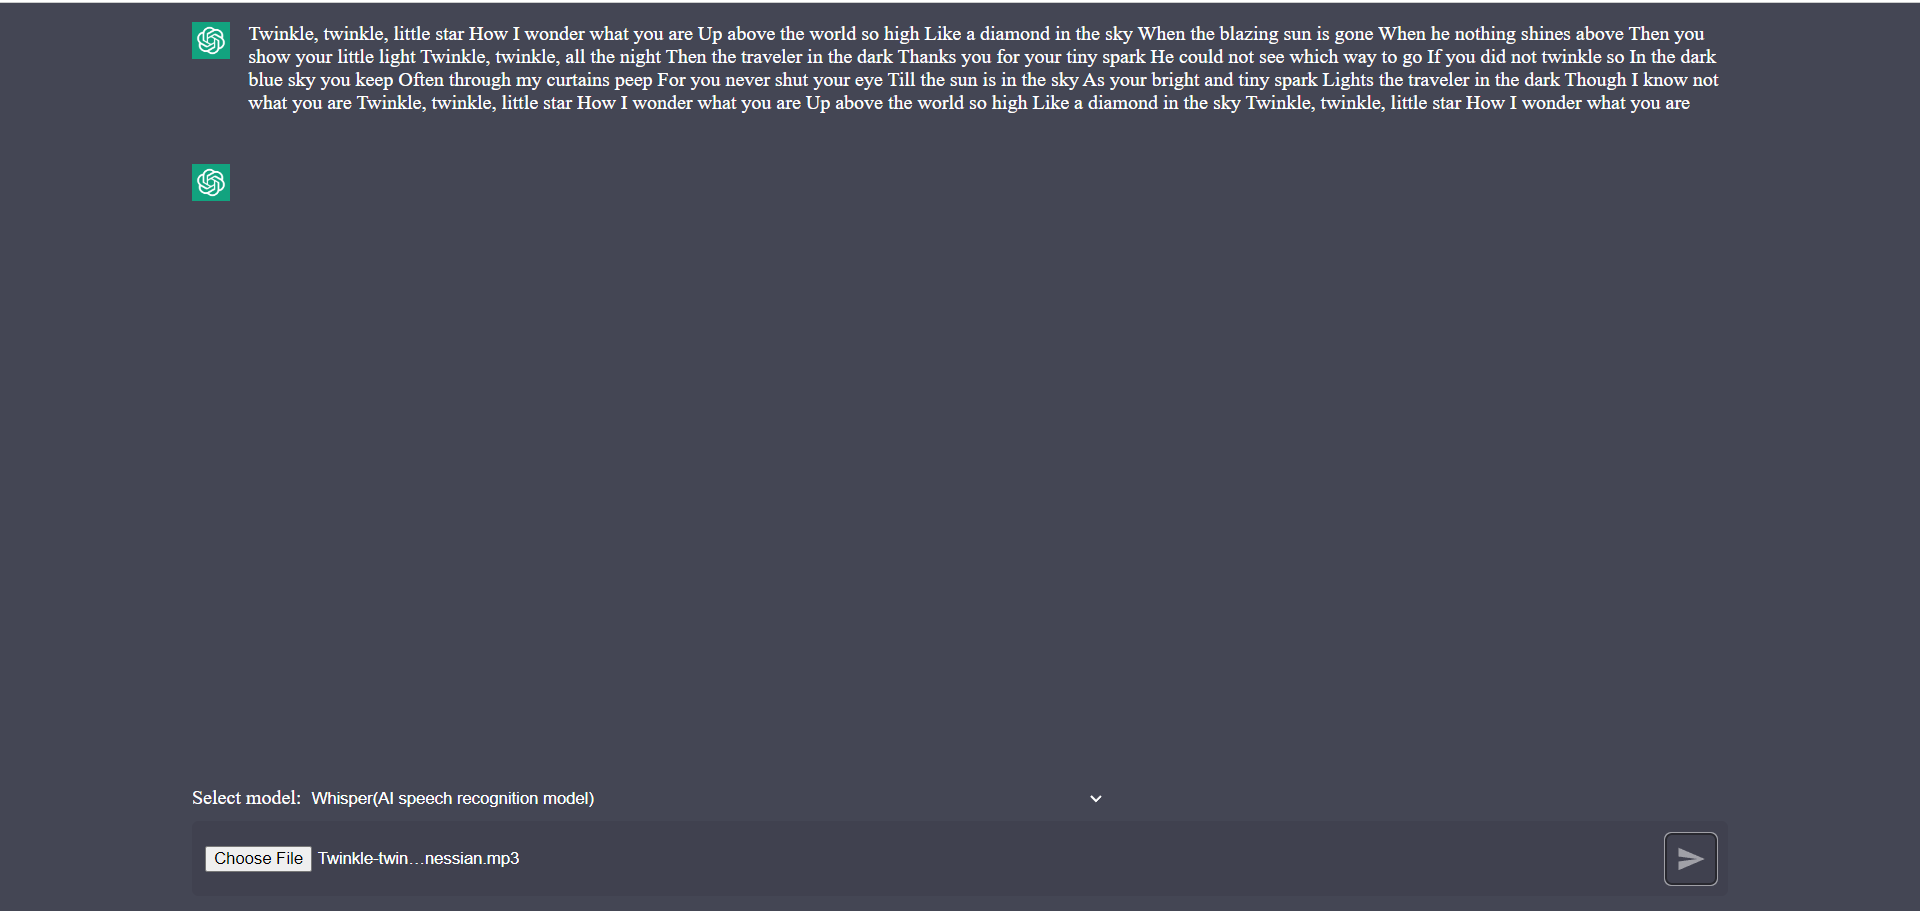 Twinkle, twinkle, little star How I wonder what you are Up above the world so high Like a diamond in the sky When the blazing sun is gone When he nothing shines above Then you
show your little light Twinkle, twinkle, all the night Then the traveler in the dark Thanks you for your tiny spark He could not see which way to go If you did not twinkle so In the dark
blue sky you keep Often through my curtains peep For you never shut your eye Till the sun is in the sky As your bright and tiny spark Lights the traveler in the dark Though I know not
what you are Twinkle, twinkle, little star How I wonder what you are Up above the world so high Like a diamond in the sky Twinkle, twinkle, little star How I wonder what you are
Select model: Whisper(AI speech recognition model)
Choose File Twinkle-twin…nessian.mp3